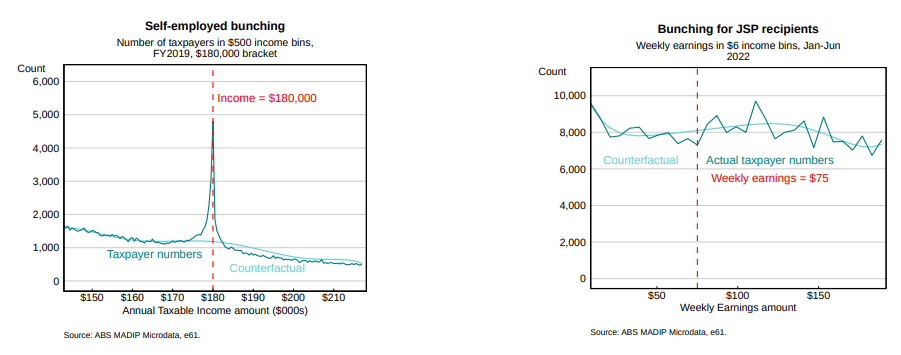 Self-employed bunching
Number of taxpayers in $500 income bins,
FY2019, $180,000 bracket
Count
6,000
5,000
4,000
3,000
2,000
1,000
0
Income = $180,000
Taxpayer numbers
Counterfactual
$150 $160 $170 $180 $190 $200 $210
Annual Taxable Income amount ($000s)
Source: ABS MADIP Microdata, e61.
Bunching for JSP recipients
Weekly earnings in $6 income bins, Jan-Jun
2022
Count
10,000
8,000
6,000
4,000
2,000
0
Counterfactual
Actual taxpayer numbers
Weekly earnings = $75
$50 $100 $150
Weekly Earnings amount
Source: ABS MADIP Microdata, e61.